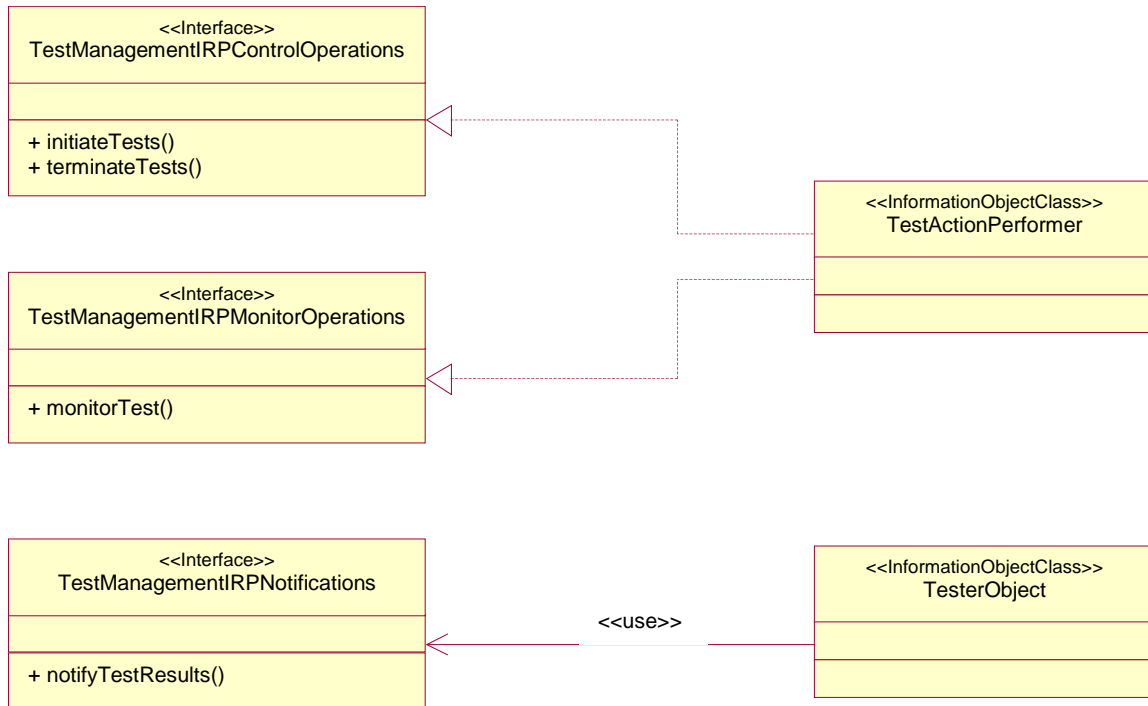 <<Interface>>
TestManagementIRPControlOperations
+ initiateTests()
+ terminateTests()
<<InformationObjectClass>>
TestActionPerformer
<<Interface>>
TestManagementIRPMonitorOperations
+ monitorTest()
<<Interface>>
TestManagementIRPNotifications
+ notifyTestResults()
<<use>>
<<InformationObjectClass>>
TesterObject